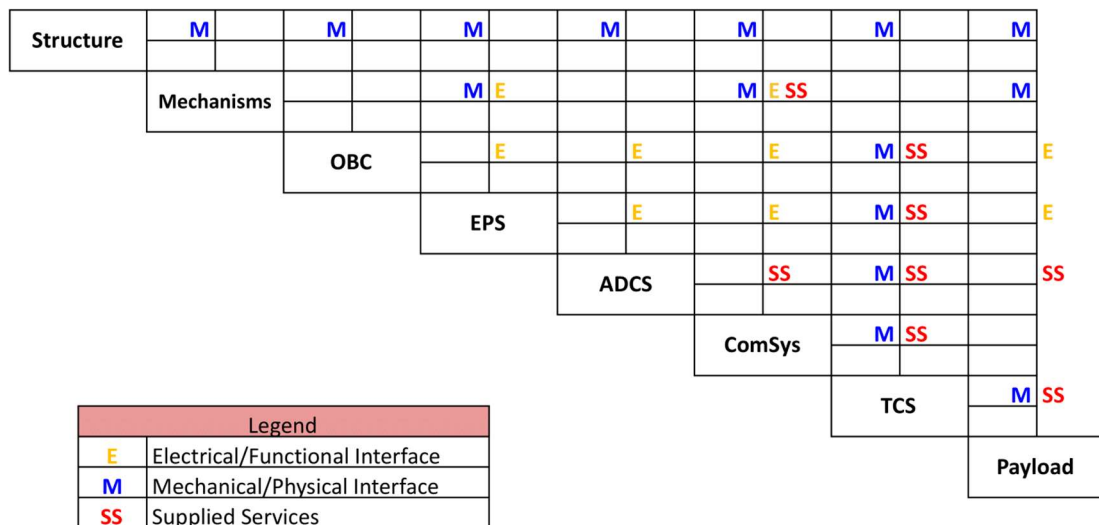 Structure M M M M M M M
Mechanisms M E M E SS M
OBC E E E M SS E
EPS E E M SS E
ADCS SS M SS SS
ComSys M SS
TCS M SS
Payload
Legend
E Electrical/Functional Interface
M Mechanical/Physical Interface
SS Supplied Services